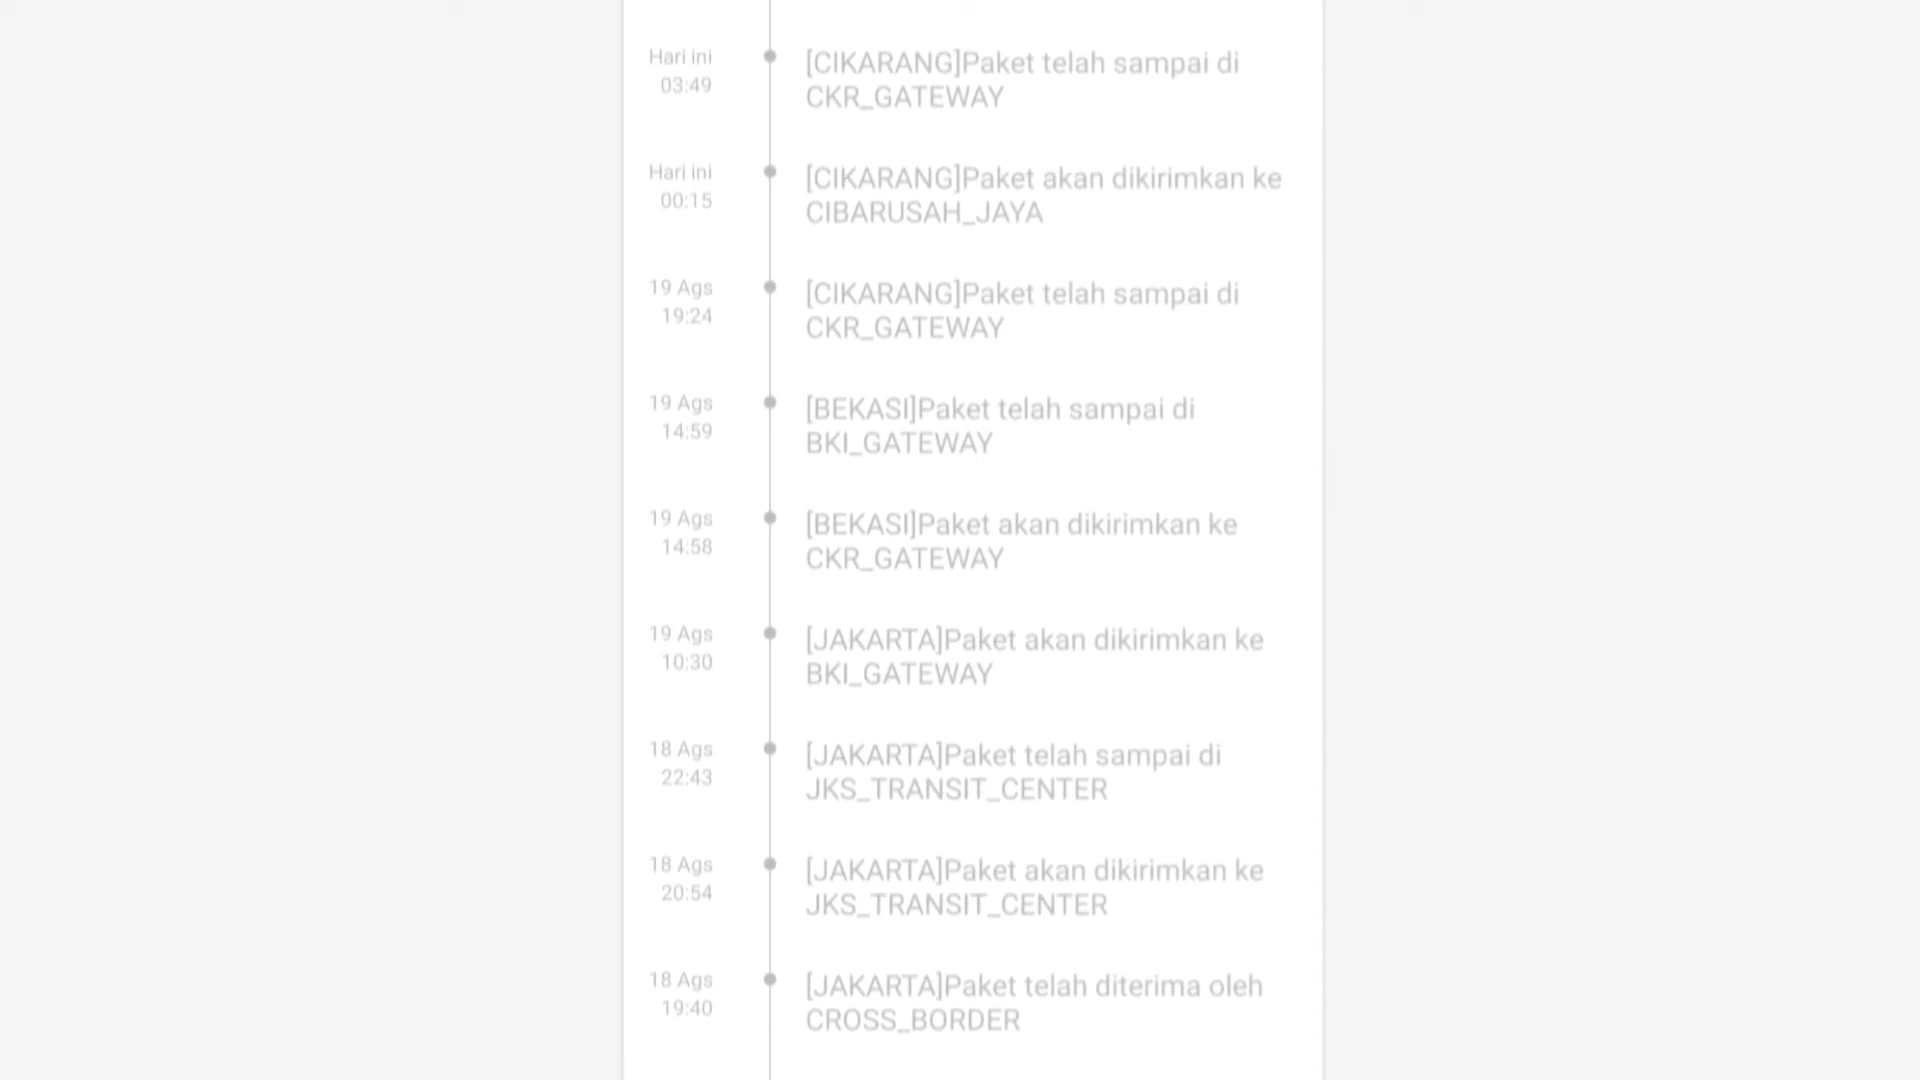 Hari ini
03:49
[CIKARANG]Paket telah sampai di
CKR_GATEWAY
Hari ini
00:15
[CIKARANG]Paket akan dikirimkan ke
CIBARUSAH_JAYA
19 Ags
19:24
[CIKARANG]Paket telah sampai di
CKR_GATEWAY
19 Ags
14:59
[BEKASI]Paket telah sampai di
BKI_GATEWAY
19 Ags
14:58
[BEKASI]Paket akan dikirimkan ke
CKR_GATEWAY
19 Ags
10:30
[JAKARTA]Paket akan dikirimkan ke
BKI_GATEWAY
18 Ags
22:43
[JAKARTA]Paket telah sampai di
JKS_TRANSIT_CENTER
18 Ags
20:54
[JAKARTA]Paket akan dikirimkan ke
JKS_TRANSIT_CENTER
18 Ags
19:40
[JAKARTA]Paket telah diterima oleh
CROSS_BORDER